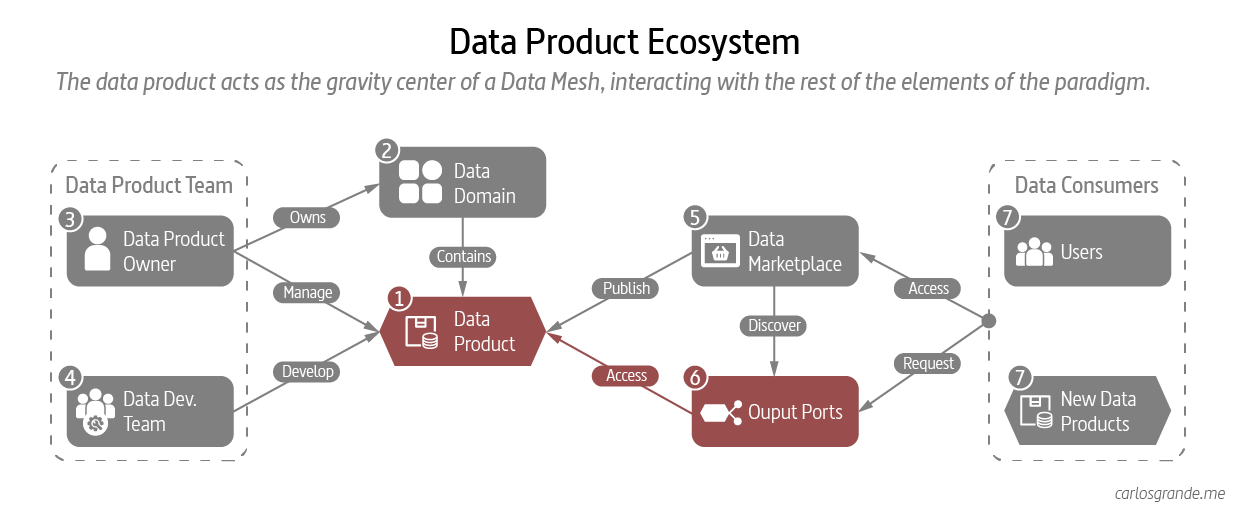 Data Product Ecosystem
The data product acts as the gravity center of a Data Mesh, interacting with the rest of the elements of the paradigm.
Data Product Team
3
Data Product
Owner
4
Data Dev.
Team
Owns
Manage
Develop
2
Data
Domain
Contains
1
Data
Product
Publish
Access
5
Data
Marketplace
Discover
6
Ouput Ports
Access
Request
Data Consumers
7
Users
7
New Data
Products
carlosgrande.me